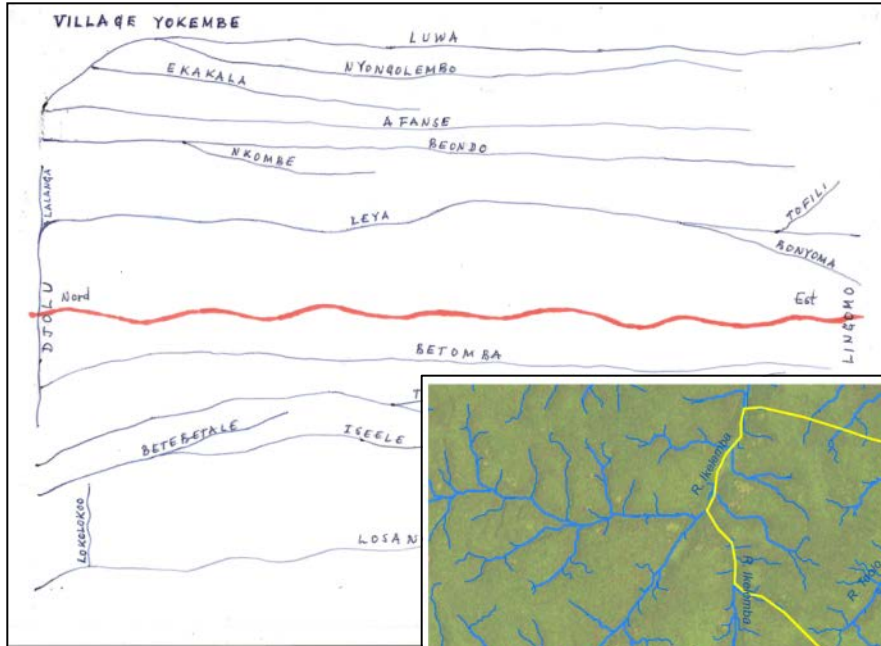 VILLAGE YOKEMBE
LUWA
NYONGOLEMBO
EKAKALA
AFANSE
BEONDO
NKOMBE
LALANGA
LEYA
TOFILI
BONYOMA
Nord
Est
DJOLU
LINGOMO
BETOMBA
T
BETEBETALE
ISEELE
LOKOLOKOO
LOSAN
R. Ikelemba
R. Ikelemba